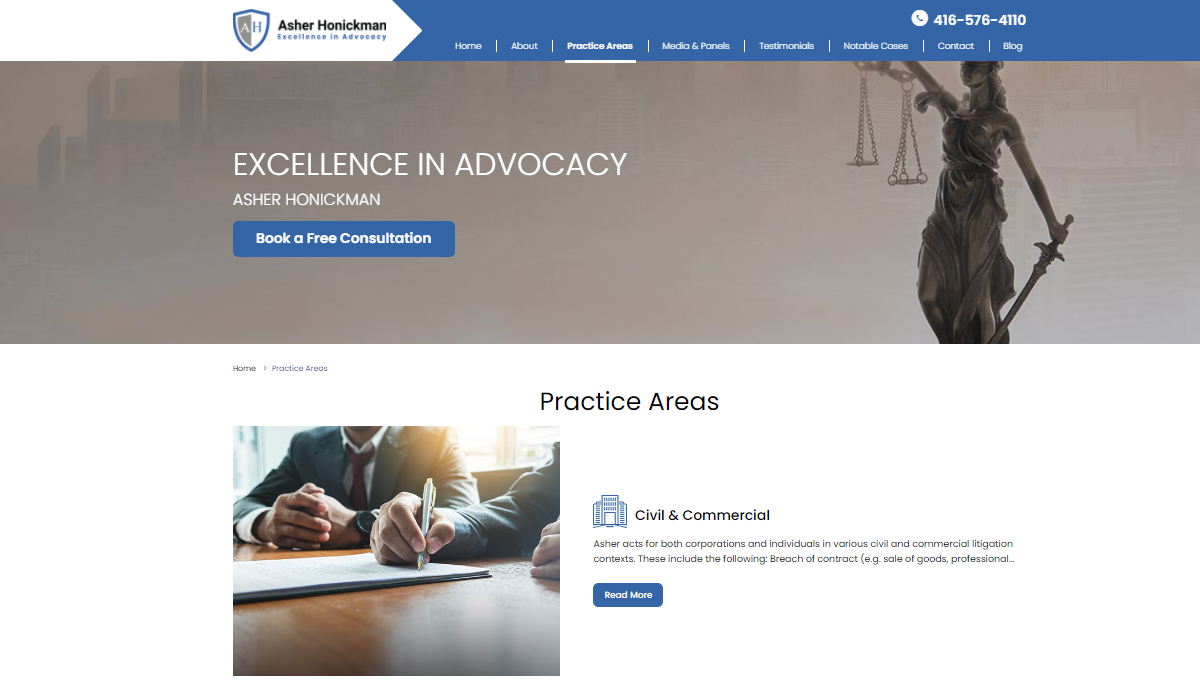 AH
Asher Honickman
Excellence in Advocacy
416-576-4110
Home
About
Practice Areas
Media & Panels
Testimonials
Notable Cases
Contact
Blog
EXCELLENCE IN ADVOCACY
ASHER HONICKMAN
Book a Free Consultation
Home > Practice Areas
Practice Areas
Civil & Commercial
Asher acts for both corporations and individuals in various civil and commercial litigation
contexts. These include the following: Breach of contract (e.g. sale of goods, professional...
Read More